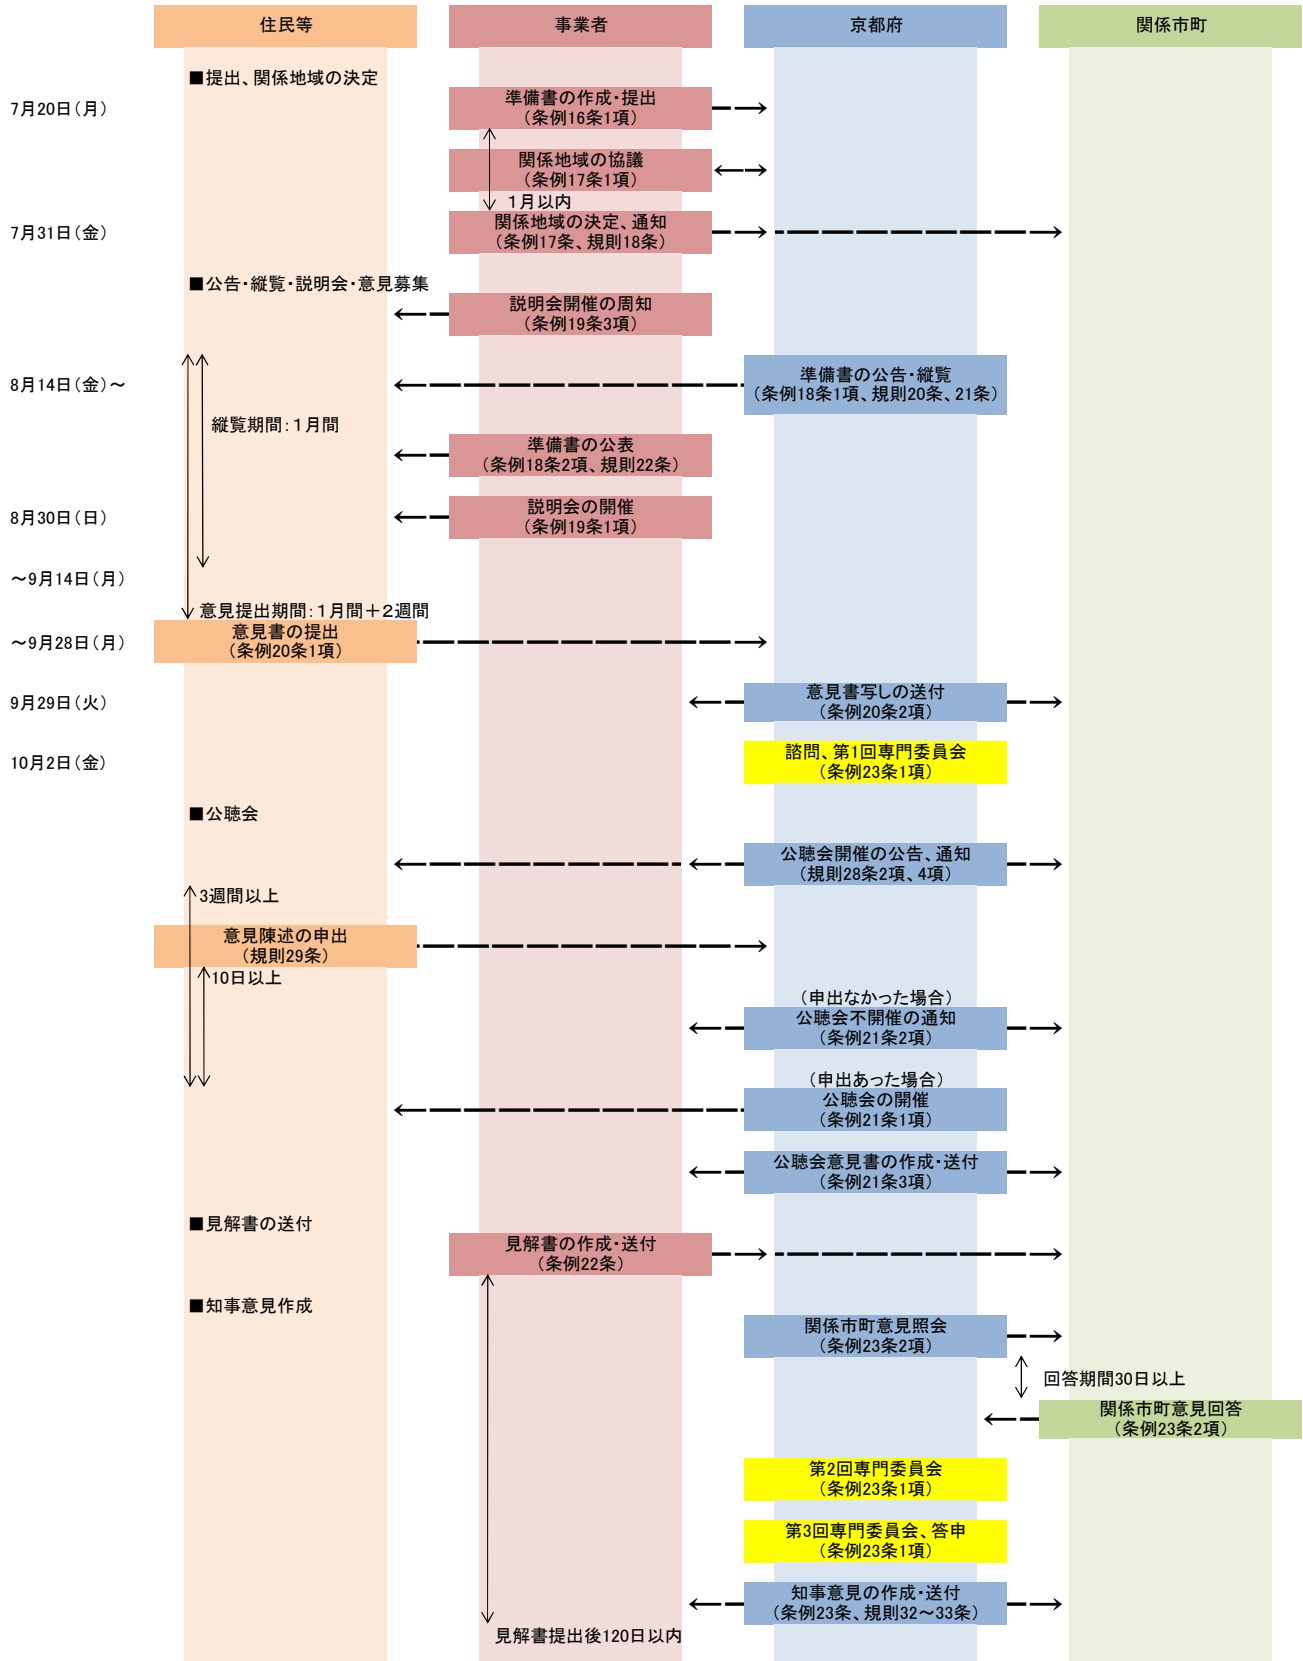 住民等
事業者
京都府
関係市町
■提出、関係地域の決定
7月20日(月)
準備書の作成・提出
(条例16条1項)
関係地域の協議
(条例17条1項)
1月以内
7月31日(金)
関係地域の決定、通知
(条例17条、規則18条)
■公告・縦覧・説明会・意見募集
説明会開催の周知
(条例19条3項)
8月14日(金)~
準備書の公告・縦覧
(条例18条1項、規則20条、21条)
縦覧期間:1月間
準備書の公表
(条例18条2項、規則22条)
8月30日(日)
説明会の開催
(条例19条1項)
~9月14日(月)
意見提出期間:1月間+2週間
~9月28日(月)
意見書の提出
(条例20条1項)
9月29日(火)
意見書写しの送付
(条例20条2項)
10月2日(金)
諮問、第1回専門委員会
(条例23条1項)
■公聴会
公聴会開催の公告、通知
(規則28条2項、4項)
3週間以上
意見陳述の申出
(規則29条)
10日以上
(申出なかった場合)
公聴会不開催の通知
(条例21条2項)
(申出あった場合)
公聴会の開催
(条例21条1項)
公聴会意見書の作成・送付
(条例21条3項)
■見解書の送付
見解書の作成・送付
(条例22条)
■知事意見作成
関係市町意見照会
(条例23条2項)
回答期間30日以上
関係市町意見回答
(条例23条2項)
第2回専門委員会
(条例23条1項)
第3回専門委員会、答申
(条例23条1項)
知事意見の作成・送付
(条例23条、規則32~33条)
見解書提出後120日以内